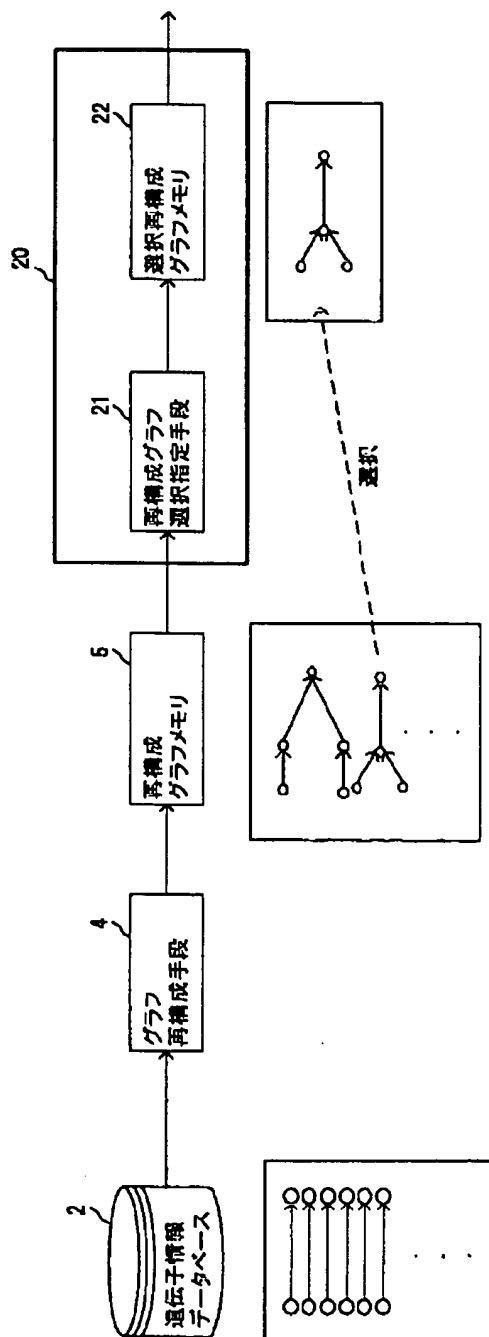 2
遺伝子情報
データベース
4
グラフ
再構成手段
5
再構成
グラフメモリ
20
21
再構成グラフ
選択指定手段
22
選択再構成
グラフメモリ
選択